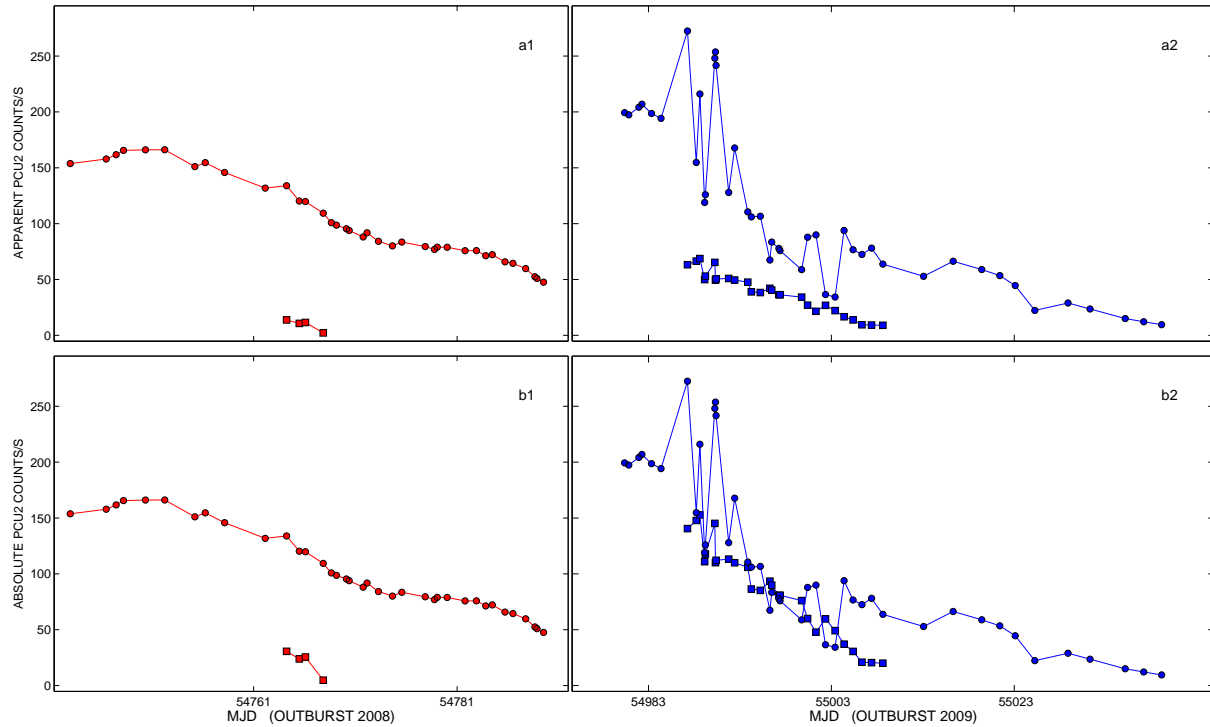 a1
a2
APPARENT PCU2 COUNTS/S
250
200
150
100
50
0
b1
b2
ABSOLUTE PCU2 COUNTS/S
250
200
150
100
50
0
54761
54781
54983
55003
55023
MJD (OUTBURST 2008)
MJD (OUTBURST 2009)